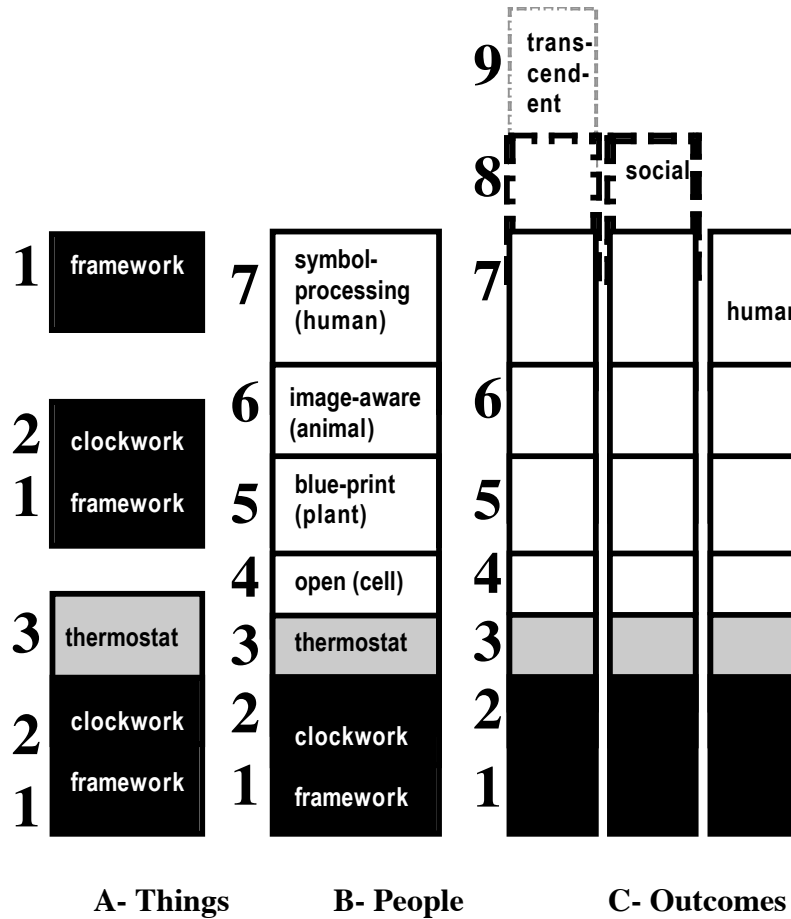 9
trans-
cend-
ent
8
social
1
framework
7
symbol-
processing
(human)
7
human
2
clockwork
1
framework
6
image-aware
(animal)
6
5
blue-print
(plant)
5
4
open (cell)
4
3
thermostat
3
thermostat
3
2
clockwork
1
framework
2
clockwork
1
framework
2
1
A- Things
B- People
C- Outcomes